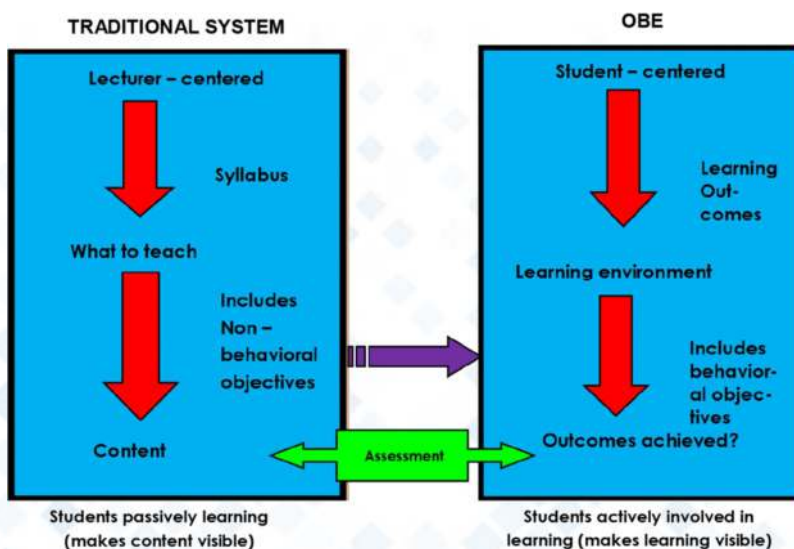 TRADITIONAL SYSTEM
Lecturer – centered
Syllabus
What to teach
Includes
Non –
behavioral
objectives
Content
Students passively learning
(makes content visible)
Assessment
OBE
Student – centered
Learning
Out-
comes
Learning environment
Includes
behavior-
al objec-
tives
Outcomes achieved?
Students actively involved in
learning (makes learning visible)